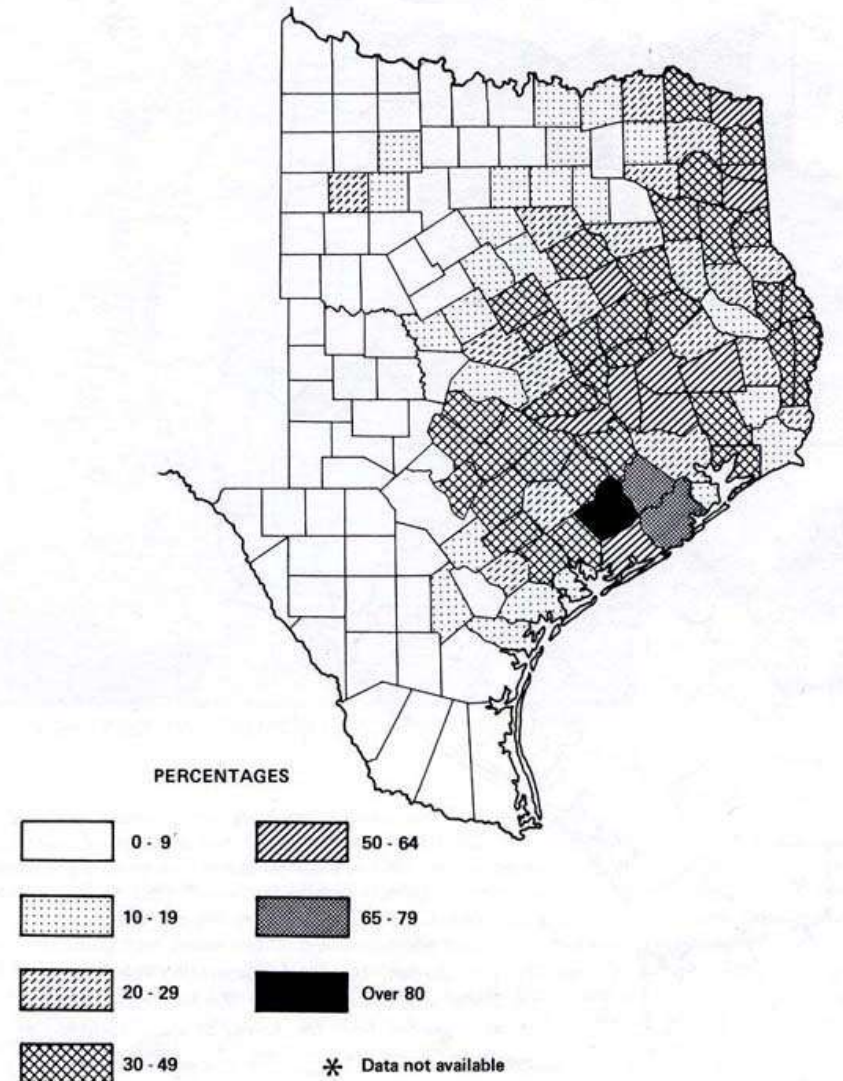 PERCENTAGES
0 - 9
10 - 19
20 - 29
30 - 49
50 - 64
65 - 79
Over 80
* Data not available